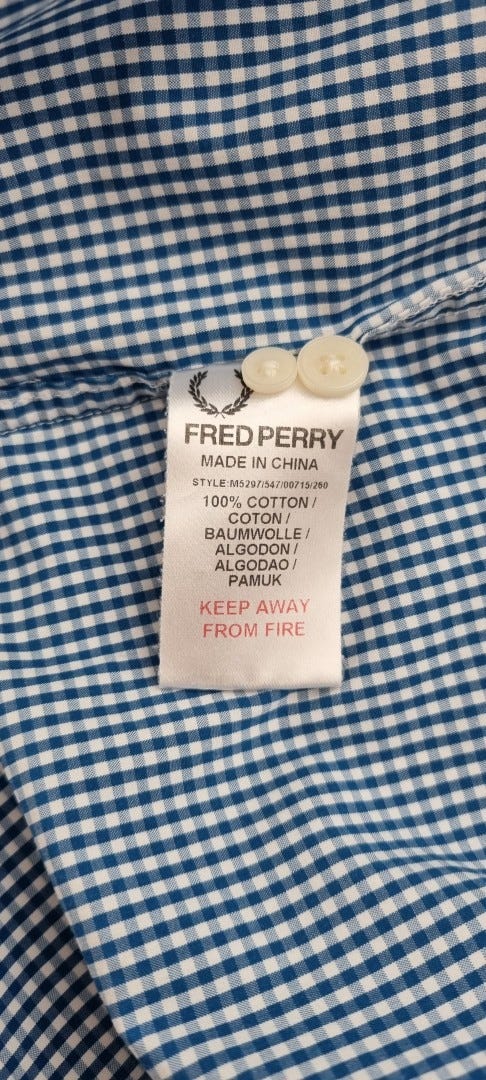 FRED PERRY
MADE IN CHINA
STYLE:M5297/547/00715/260
100% COTTON /
COTON /
BAUMWOLLE /
ALGODON /
ALGODAO /
PAMUK
KEEP AWAY
FROM FIRE